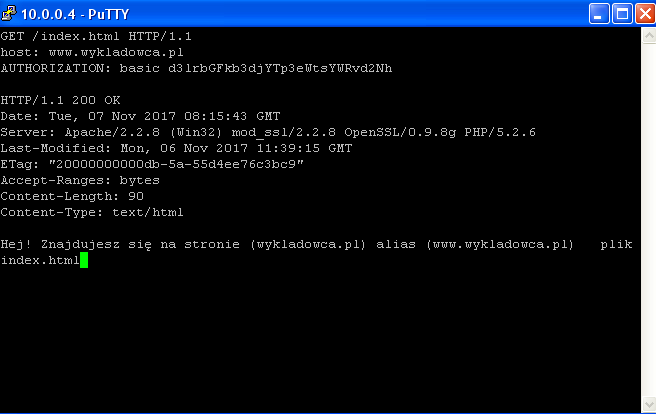 10.0.0.4 - PuTTY
GET /index.html HTTP/1.1
host: www.wykladowca.pl
AUTHORIZATION: basic d3lrbGFkb3djYTp3eWtsYWRvd2Nh
HTTP/1.1 200 OK
Date: Tue, 07 Nov 2017 08:15:43 GMT
Server: Apache/2.2.8 (Win32) mod_ssl/2.2.8 OpenSSL/0.9.8g PHP/5.2.6
Last-Modified: Mon, 06 Nov 2017 11:39:15 GMT
ETag: "20000000000db-5a-55d4ee76c3bc9"
Accept-Ranges: bytes
Content-Length: 90
Content-Type: text/html
Hej! Znajdujesz się na stronie (wykladowca.pl) alias (www.wykladowca.pl)   plik
index.html